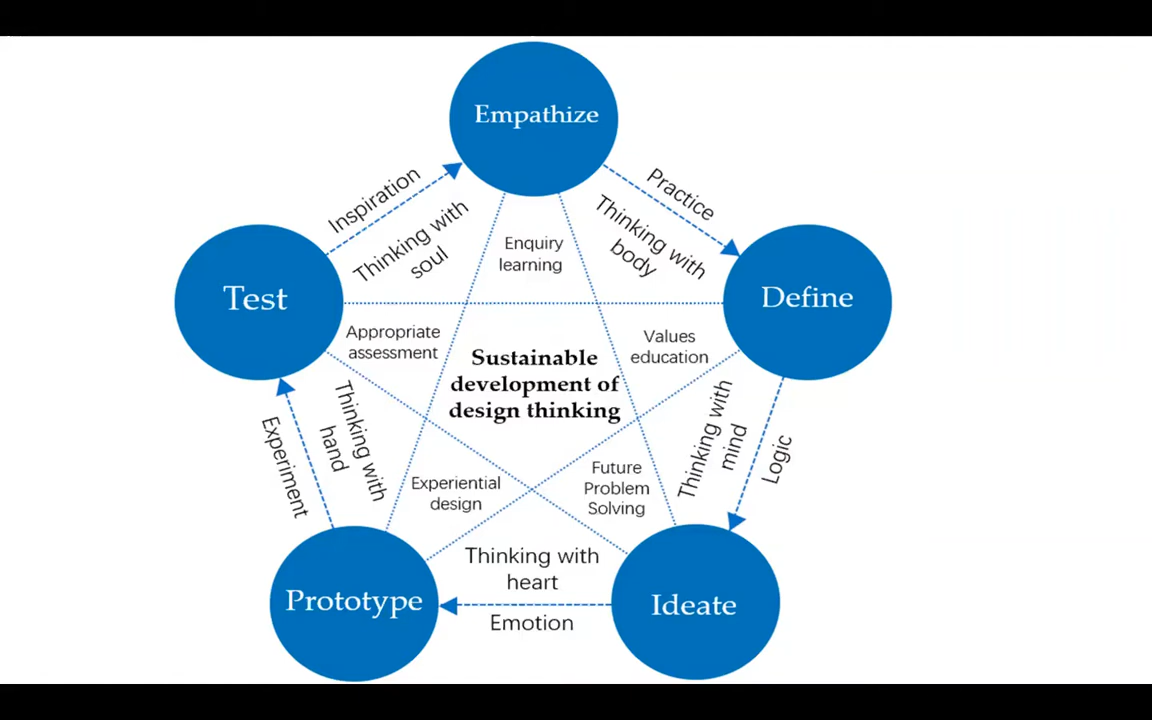 Empathize
Inspiration
Practice
Thinking with
soul
Thinking with
body
Enquiry
learning
Test
Define
Appropriate
assessment
Values
education
Sustainable
development of
design thinking
Thinking with
hand
Experiment
Thinking with
mind
Logic
Experiential
design
Future
Problem
Solving
Thinking with
heart
Emotion
Prototype
Ideate